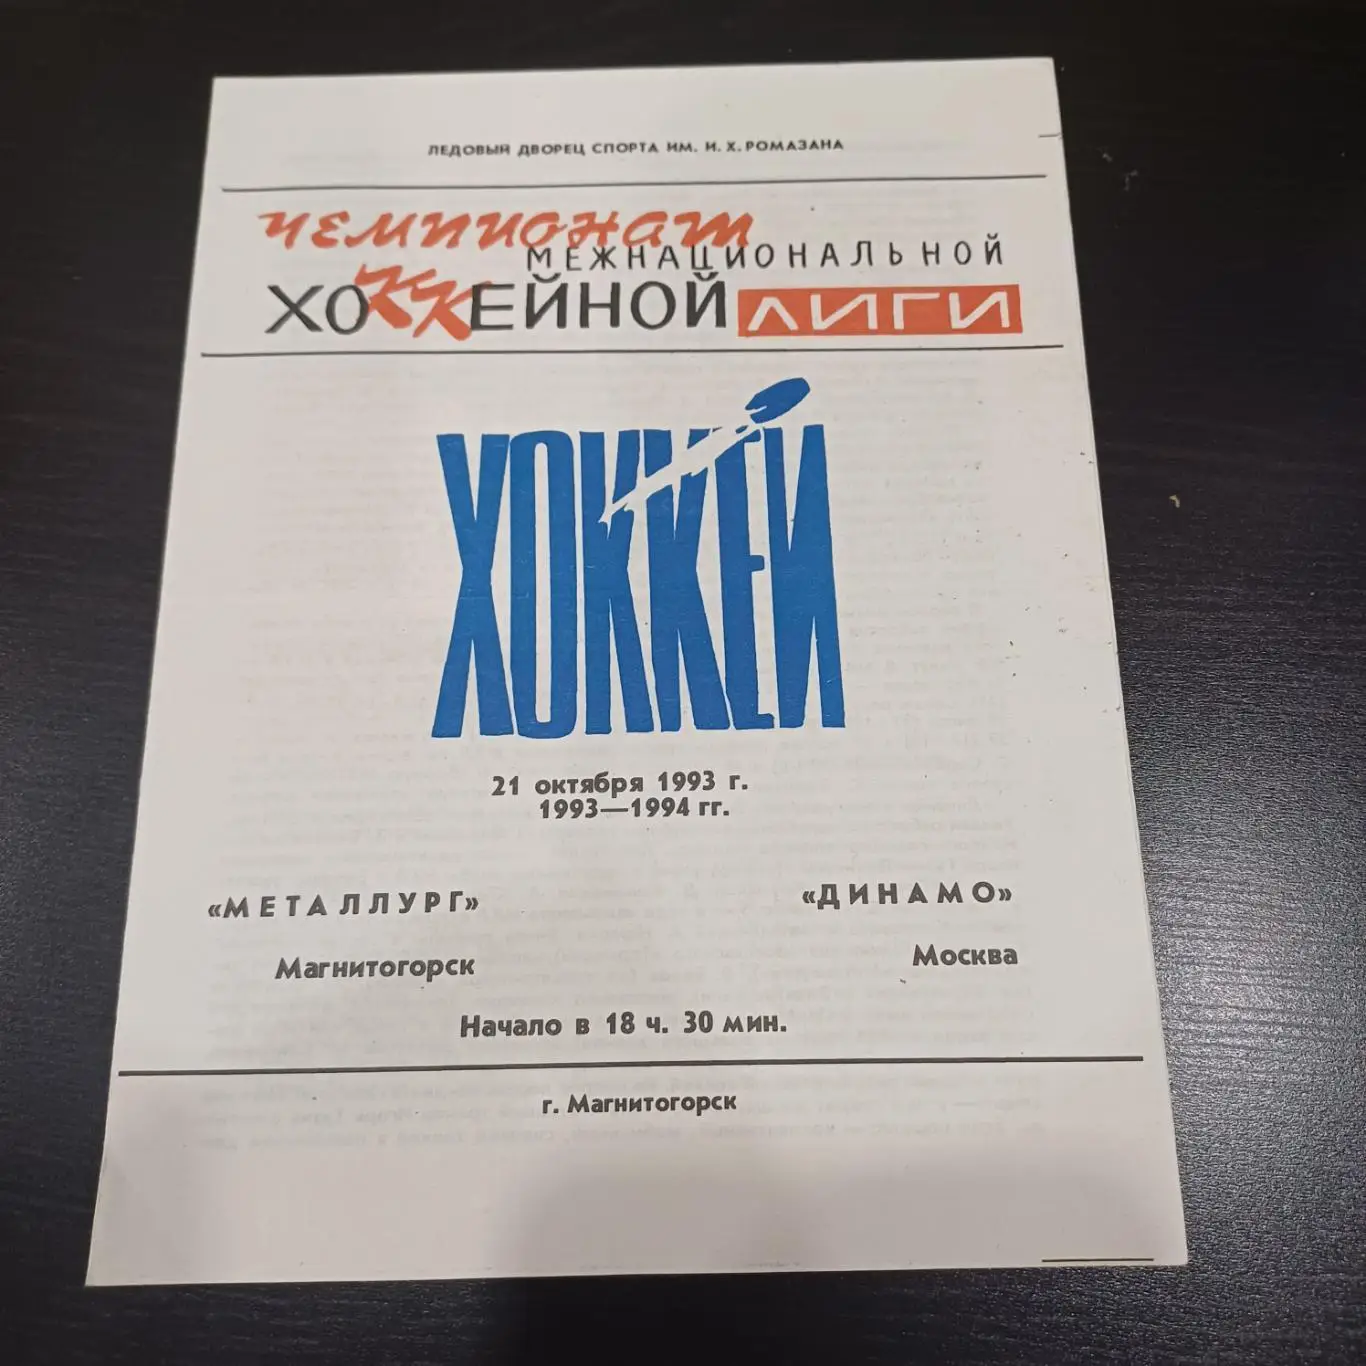 ЛЕДОВЫЙ ДВОРЕЦ СПОРТА ИМ. И. Х. РОМАЗАНА
ЧЕМПИОНАТ
МЕЖНАЦИОНАЛЬНОЙ
ХОККЕЙНОЙ ЛИГИ
ХОККЕЙ
21 октября 1993 г.
1993—1994 гг.
«МЕТАЛЛУРГ» «ДИНАМО»
Магнитогорск Москва
Начало в 18 ч. 30 мин.
г. Магнитогорск